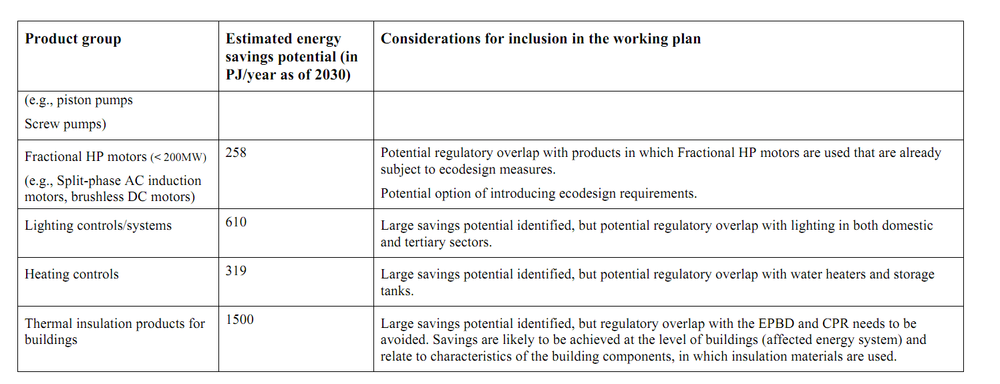 Product group
Estimated energy
savings potential (in
PJ/year as of 2030)
Considerations for inclusion in the working plan
(e.g., piston pumps
Screw pumps)
Fractional HP motors (< 200MW)
(e.g., Split-phase AC induction
motors, brushless DC motors)
258
Potential regulatory overlap with products in which Fractional HP motors are used that are already
subject to ecodesign measures.
Potential option of introducing ecodesign requirements.
Lighting controls/systems
610
Large savings potential identified, but potential regulatory overlap with lighting in both domestic
and tertiary sectors.
Heating controls
319
Large savings potential identified, but potential regulatory overlap with water heaters and storage
tanks.
Thermal insulation products for
buildings
1500
Large savings potential identified, but regulatory overlap with the EPBD and CPR needs to be
avoided. Savings are likely to be achieved at the level of buildings (affected energy system) and
relate to characteristics of the building components, in which insulation materials are used.